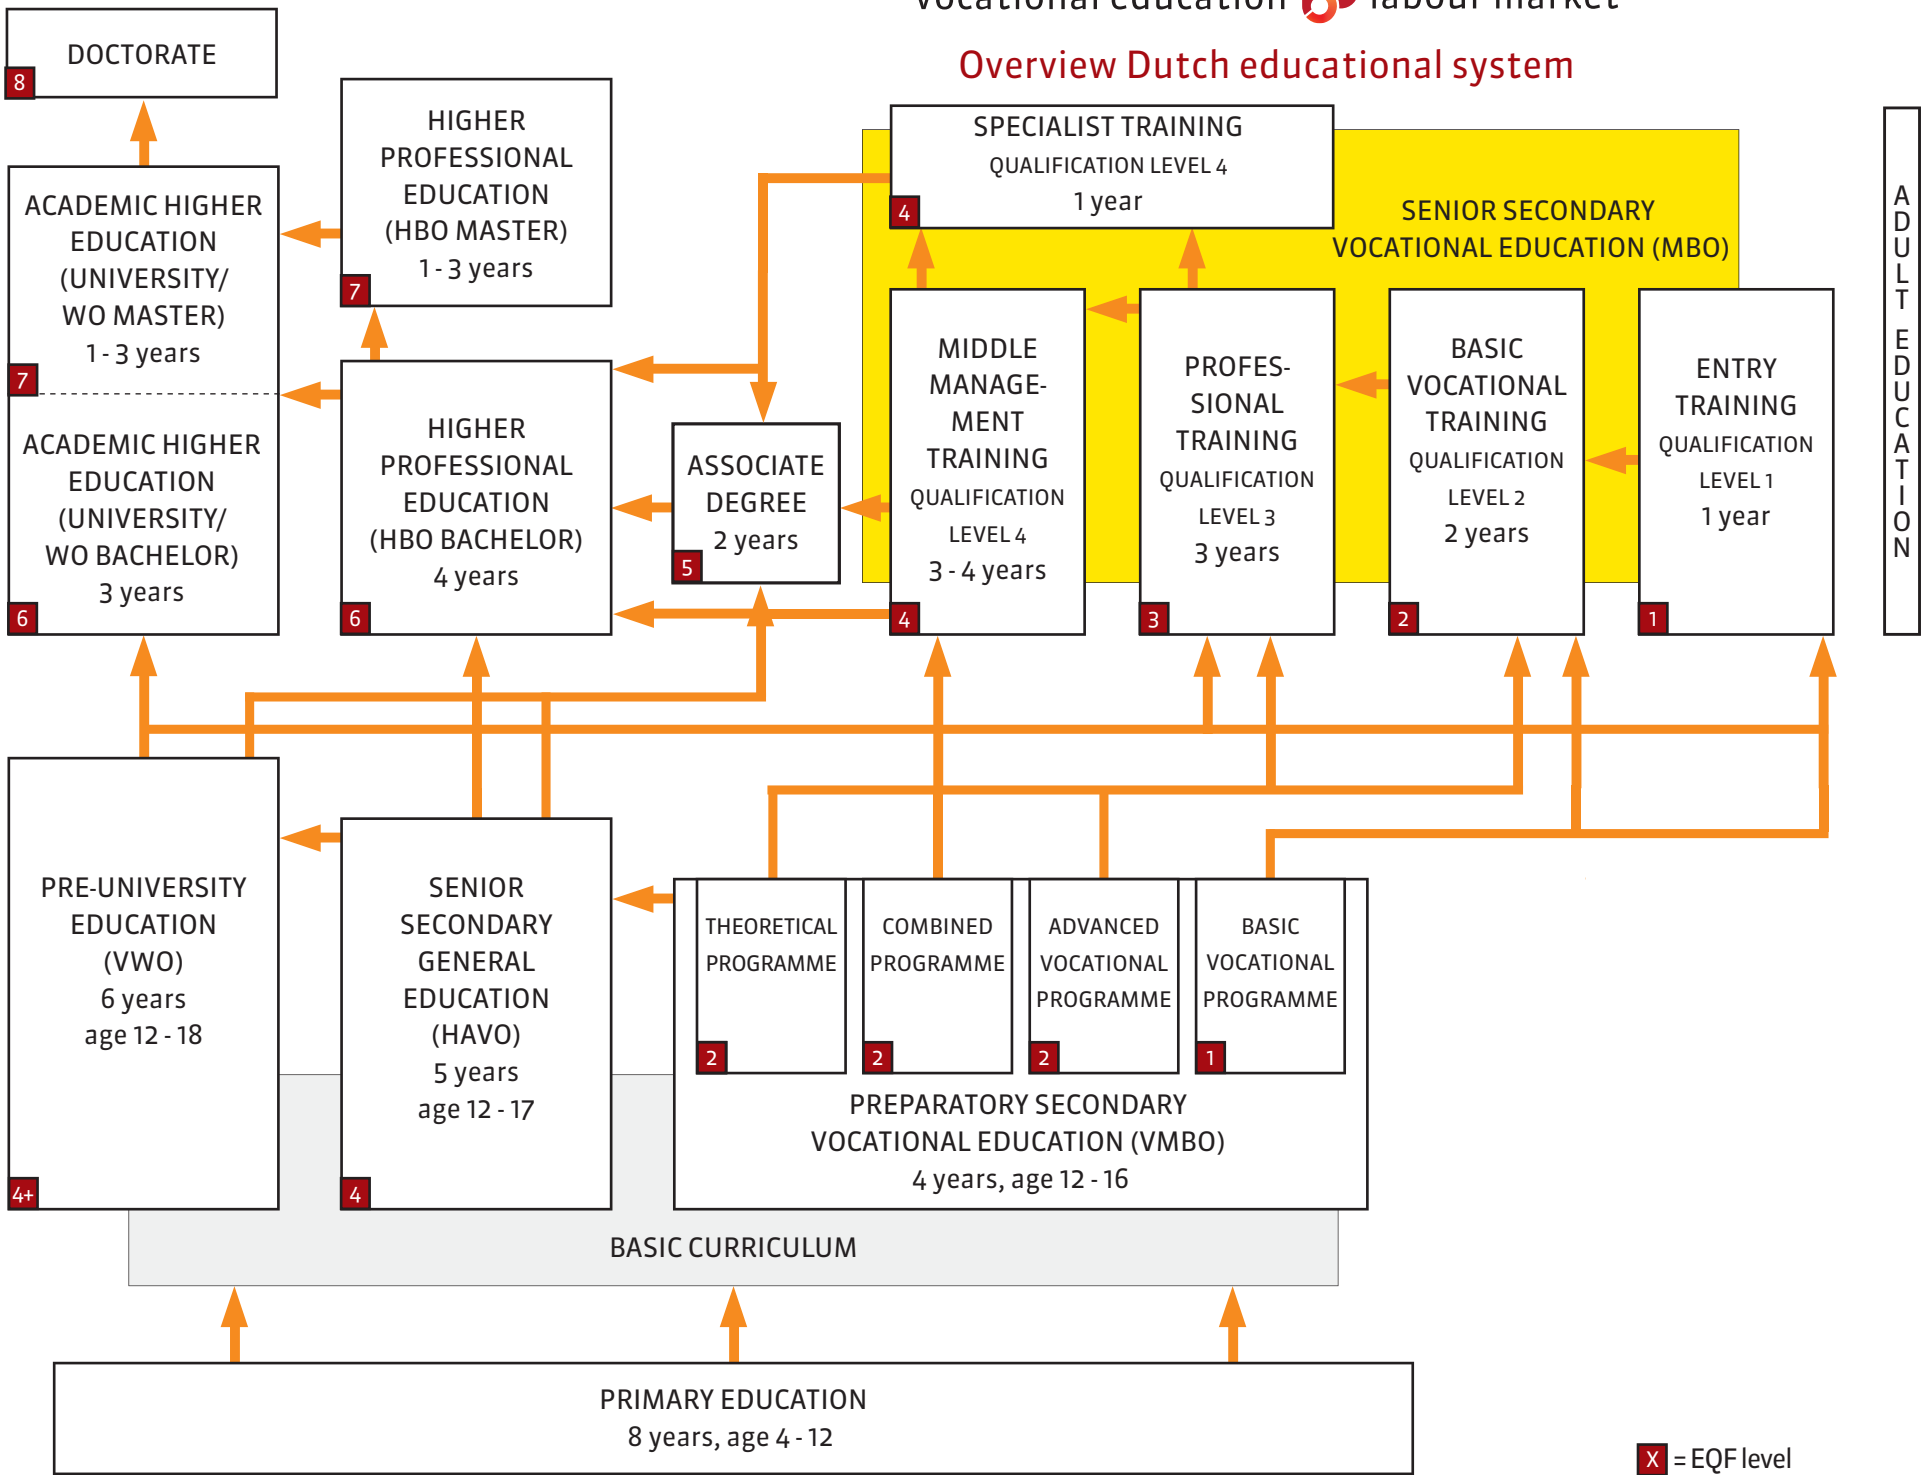 vocational education labour market
Overview Dutch educational system
DOCTORATE
8
ACADEMIC HIGHER
EDUCATION
(UNIVERSITY/
WO MASTER)
1 - 3 years
7
ACADEMIC HIGHER
EDUCATION
(UNIVERSITY/
WO BACHELOR)
3 years
6
HIGHER
PROFESSIONAL
EDUCATION
(HBO MASTER)
1 - 3 years
7
HIGHER
PROFESSIONAL
EDUCATION
(HBO BACHELOR)
4 years
6
ASSOCIATE
DEGREE
2 years
5
SPECIALIST TRAINING
QUALIFICATION LEVEL 4
1 year
4
SENIOR SECONDARY
VOCATIONAL EDUCATION (MBO)
MIDDLE
MANAGE-
MENT
TRAINING
QUALIFICATION
LEVEL 4
3 - 4 years
4
PROFES-
SIONAL
TRAINING
QUALIFICATION
LEVEL 3
3 years
3
BASIC
VOCATIONAL
TRAINING
QUALIFICATION
LEVEL 2
2 years
2
ENTRY
TRAINING
QUALIFICATION
LEVEL 1
1 year
1
ADULT EDUCATION
PRE-UNIVERSITY
EDUCATION
(VWO)
6 years
age 12 - 18
4+
SENIOR
SECONDARY
GENERAL
EDUCATION
(HAVO)
5 years
age 12 - 17
4
THEORETICAL
PROGRAMME
2
COMBINED
PROGRAMME
2
ADVANCED
VOCATIONAL
PROGRAMME
2
BASIC
VOCATIONAL
PROGRAMME
1
PREPARATORY SECONDARY
VOCATIONAL EDUCATION (VMBO)
4 years, age 12 - 16
BASIC CURRICULUM
PRIMARY EDUCATION
8 years, age 4 - 12
X = EQF level